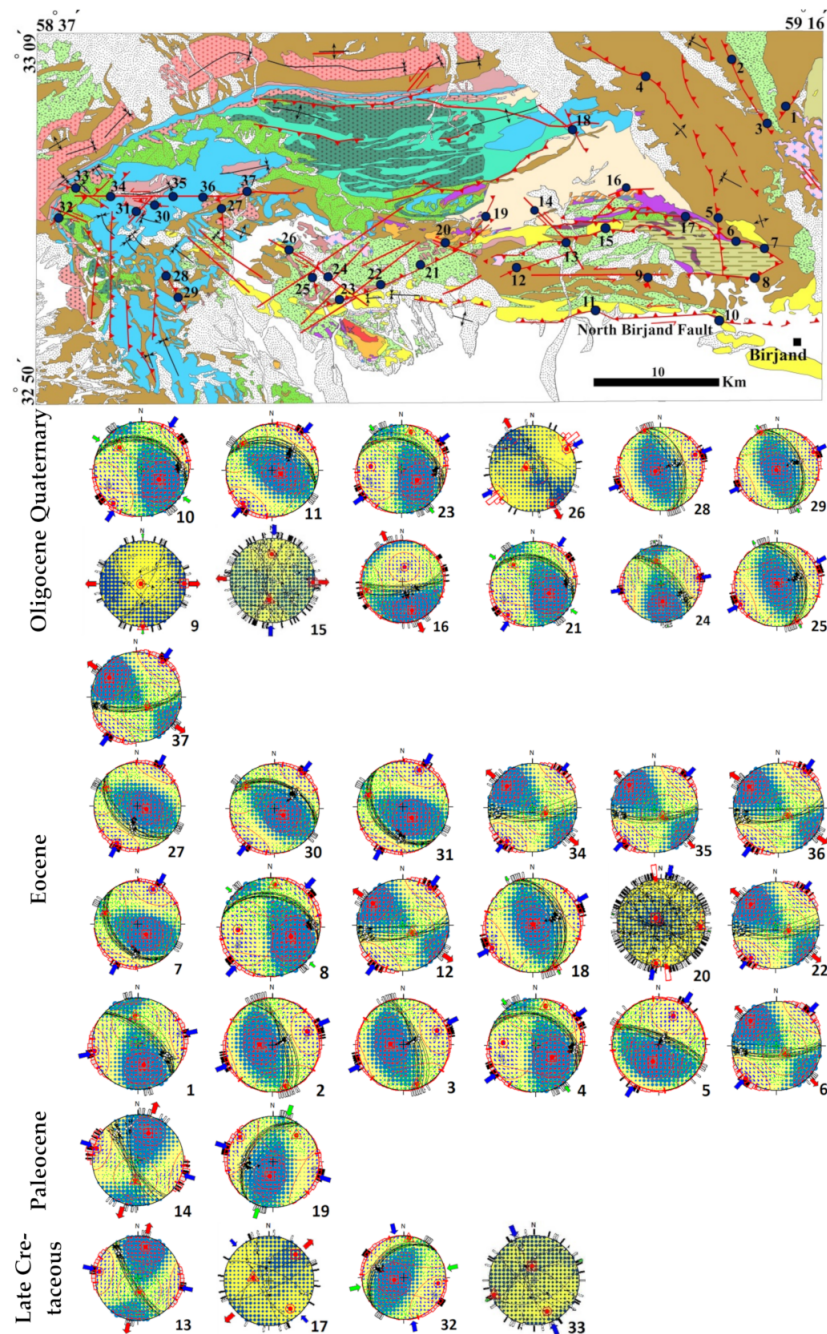 58 37´
59 16´
33 09´
32 50´
2
4
1
3
18
33
34
35
36
37
16
32
31
30
27
14
19
17
5
20
15
6
26
13
7
28
25
24
22
21
12
9
8
29
23
11
10
North Birjand Fault
Birjand
10
Km
Quaternary
N
N
N
N
N
N
10
11
23
26
28
29
Oligocene
N
N
N
N
N
N
9
15
16
21
24
25
N
37
Eocene
N
N
N
N
N
N
27
30
31
34
35
36
N
N
N
N
N
N
7
8
12
18
20
22
N
N
N
N
N
N
1
2
3
4
5
6
Paleocene
N
N
14
19
Late Cre-
taceous
N
N
N
N
13
17
32
33